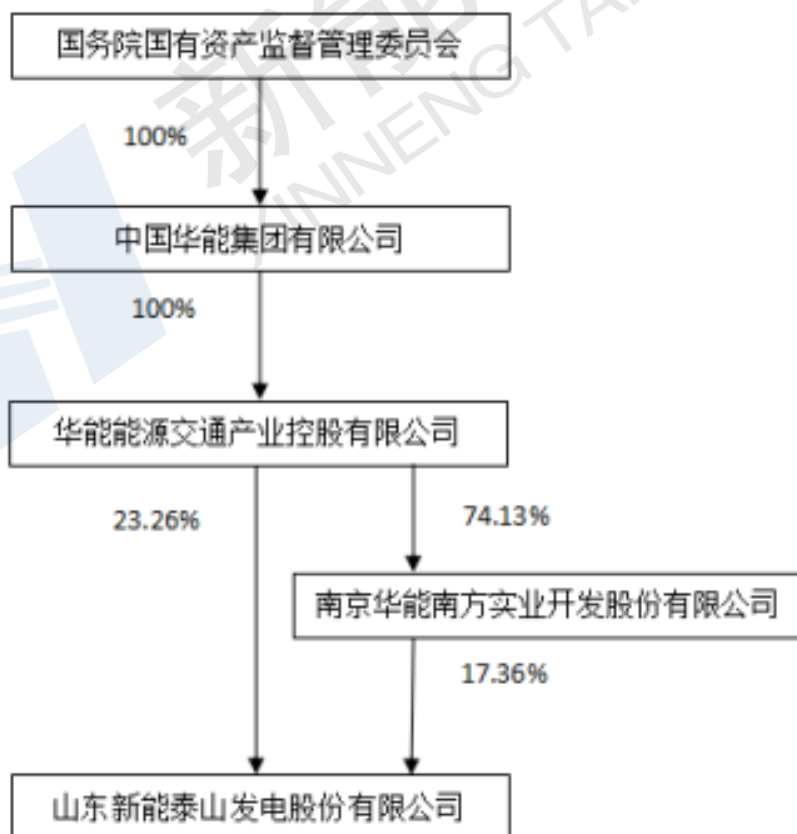 国务院国有资产监督管理委员会
100%
中国华能集团有限公司
100%
华能能源交通产业控股有限公司
23.26%
74.13%
南京华能南方实业开发股份有限公司
17.36%
山东新能泰山发电股份有限公司
新能
XINNENG TA